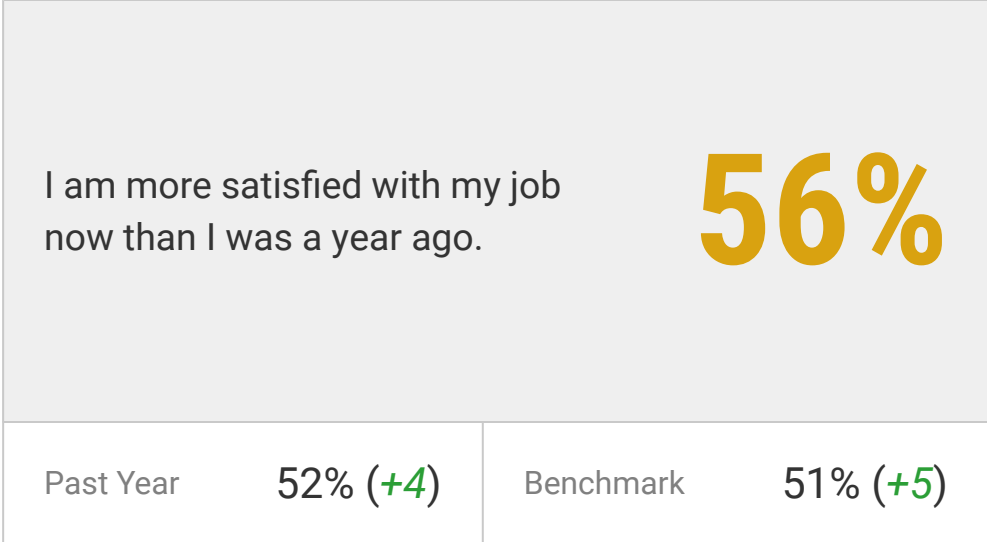 I am more satisfied with my job
now than I was a year ago.
56%
Past Year 52% (+4)
Benchmark 51% (+5)